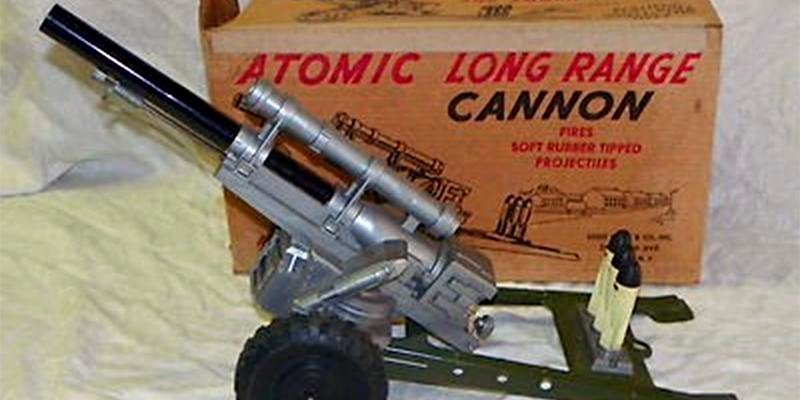 ATOMIC LONG RANGE
CANNON
FIRES
SOFT RUBBER TIPPED
PROJECTILES